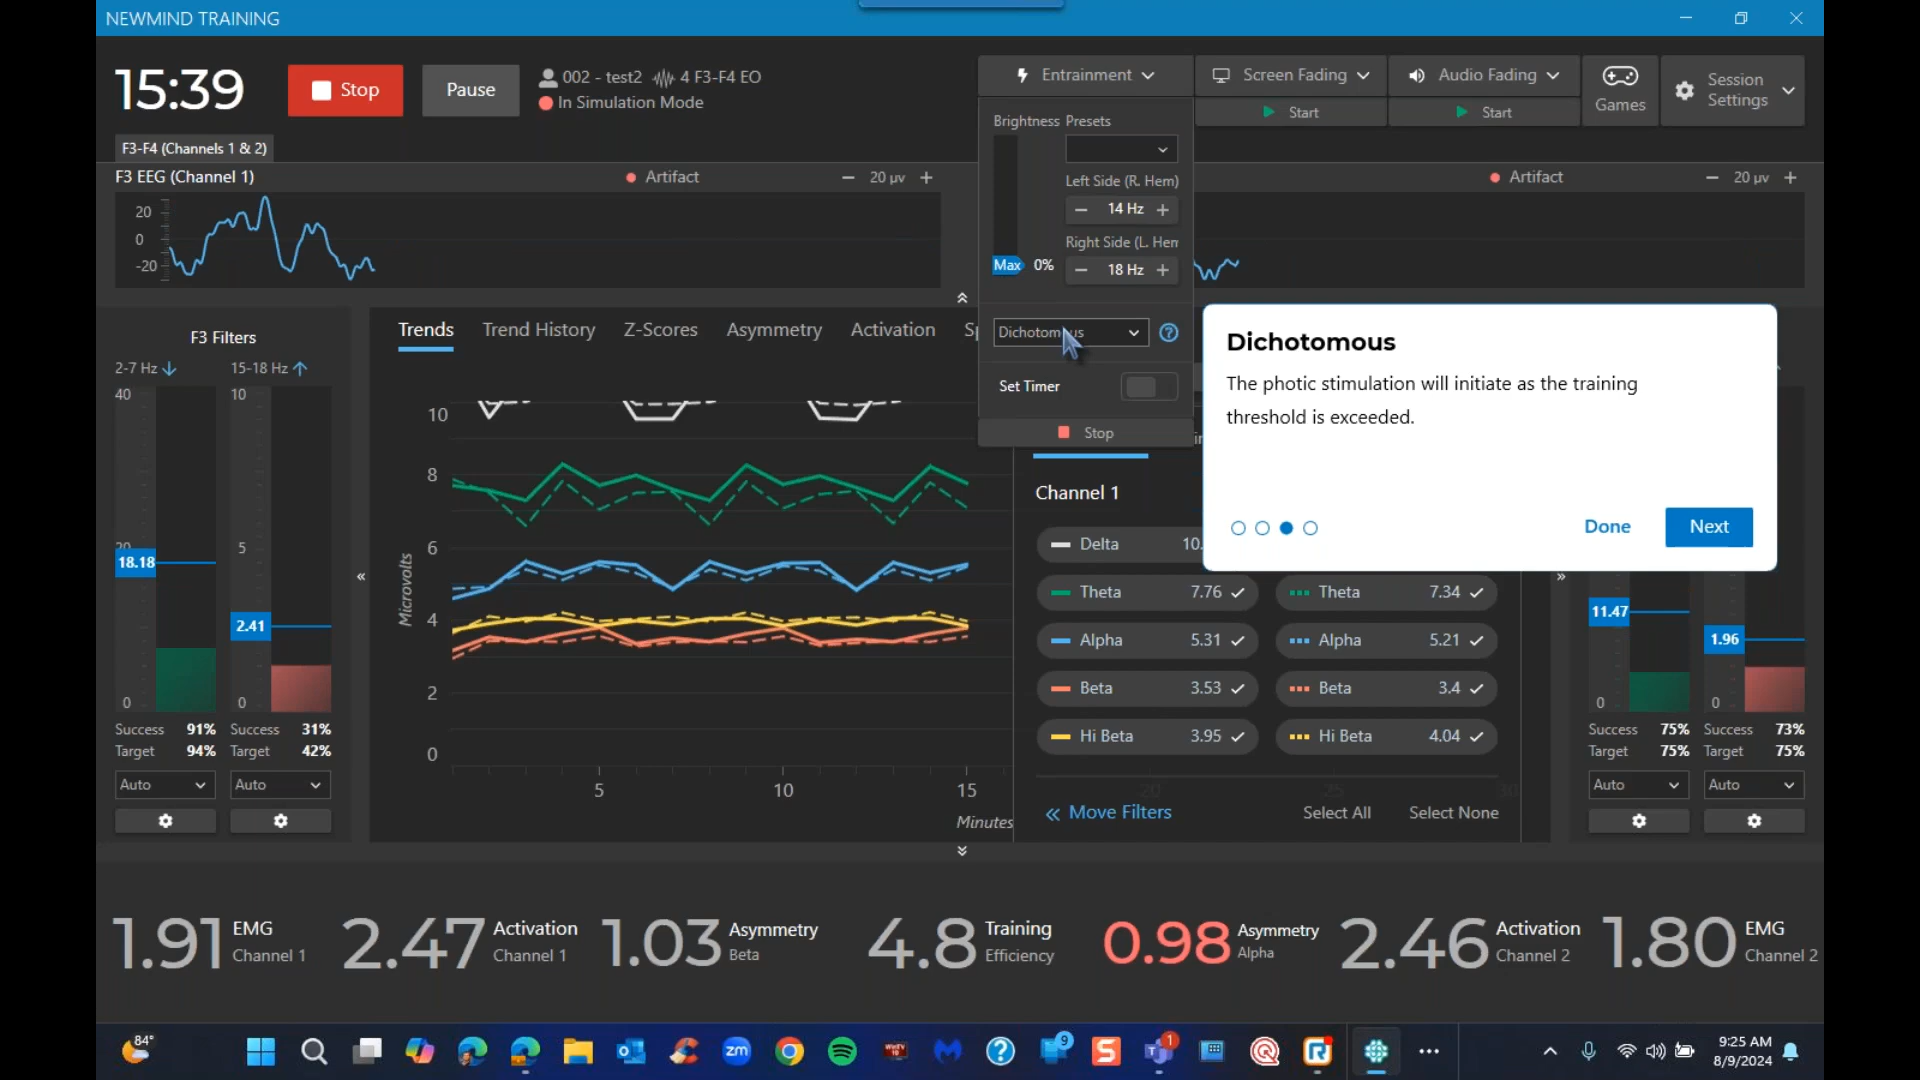 NEWMIND TRAINING
15:39
Stop
Pause
002 - test2 4 F3-F4 EO
In Simulation Mode
Entrainment
Screen Fading
Start
Audio Fading
Start
Games
Session
Settings
F3-F4 (Channels 1 & 2)
F3 EEG (Channel 1)
Artifact
20 μv
20
0
-20
Brightness
Presets
Left Side (R. Hem)
14 Hz
Right Side (L. Hem
18 Hz
Max
0%
Dichotomous
Set Timer
Stop
Artifact
20 μv
Dichotomous
The photic stimulation will initiate as the training
threshold is exceeded.
Done
Next
F3 Filters
2-7 Hz
40
20
18.18
0
Success 91%
Target 94%
Auto
15-18 Hz
10
5
2.41
0
Success 31%
Target 42%
Auto
Trends
Trend History
Z-Scores
Asymmetry
Activation
Microvolts
10
8
6
4
2
0
5
10
15
20
25
30
Minutes
Channel 1
Delta 10.
Theta 7.76
Theta 7.34
Alpha 5.31
Alpha 5.21
Beta 3.53
Beta 3.4
Hi Beta 3.95
Hi Beta 4.04
Move Filters
Select All
Select None
11.47
0
Success 75%
Target 75%
Auto
1.96
0
Success 73%
Target 75%
Auto
1.91 EMG
Channel 1
2.47 Activation
Channel 1
1.03 Asymmetry
Beta
4.8 Training
Efficiency
0.98 Asymmetry
Alpha
2.46 Activation
Channel 2
1.80 EMG
Channel 2
84°
zm
9
1
9:25 AM
8/9/2024